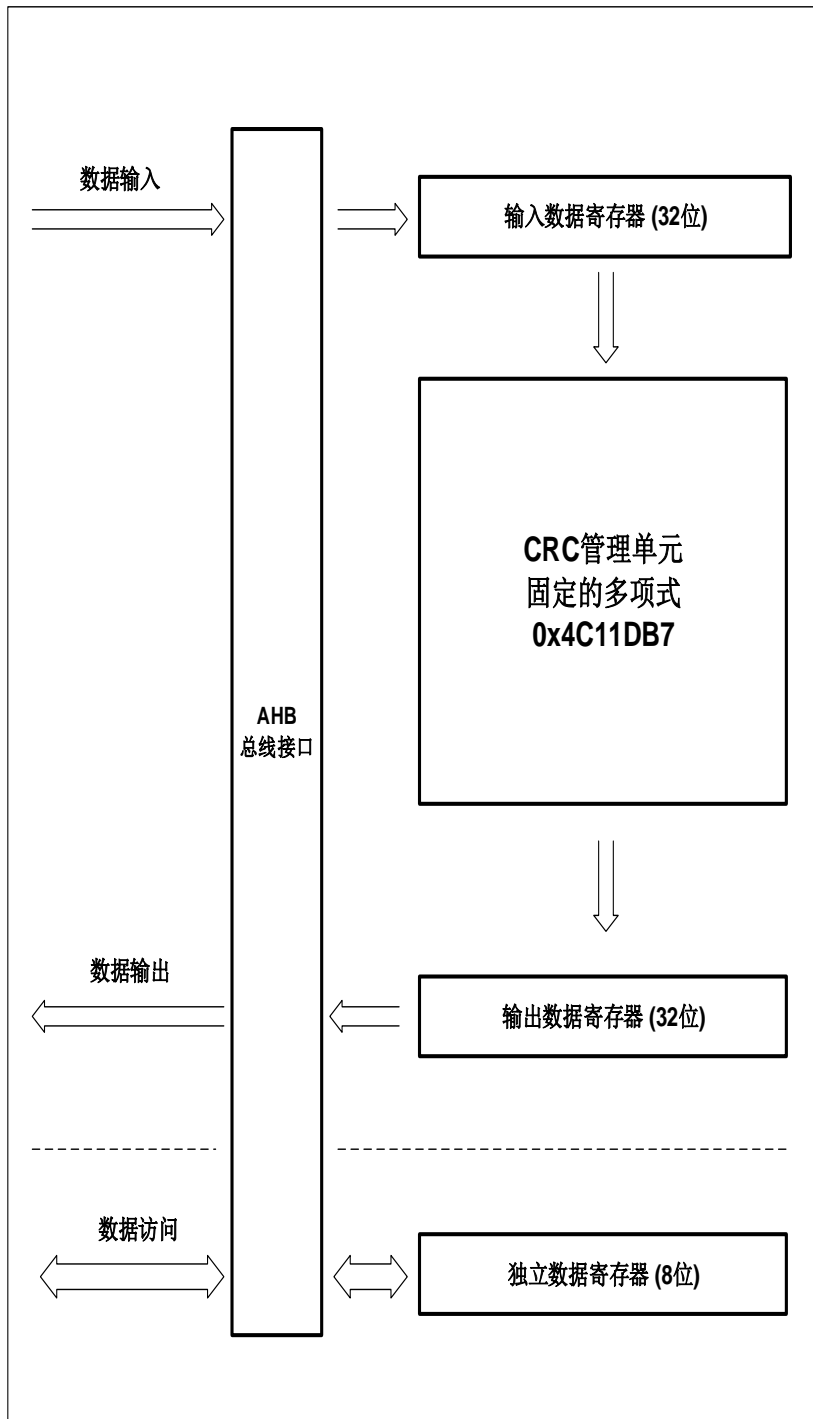 数据输入
输入数据寄存器 (32位)
CRC管理单元
固定的多项式
0x4C11DB7
AHB
总线接口
数据输出
输出数据寄存器 (32位)
数据访问
独立数据寄存器 (8位)